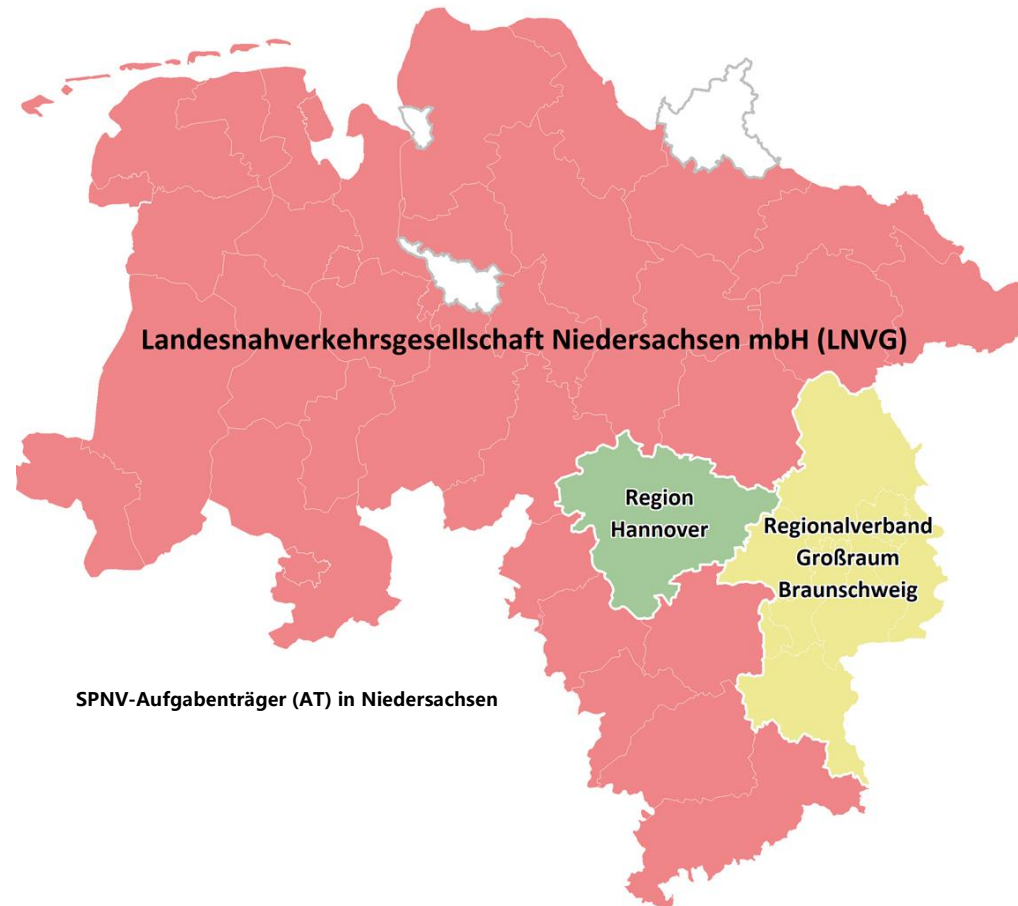 Landesnahverkehrsgesellschaft Niedersachsen mbH (LNVG)
Region
Hannover
Regionalverband
Großraum
Braunschweig
SPNV-Aufgabenträger (AT) in Niedersachsen